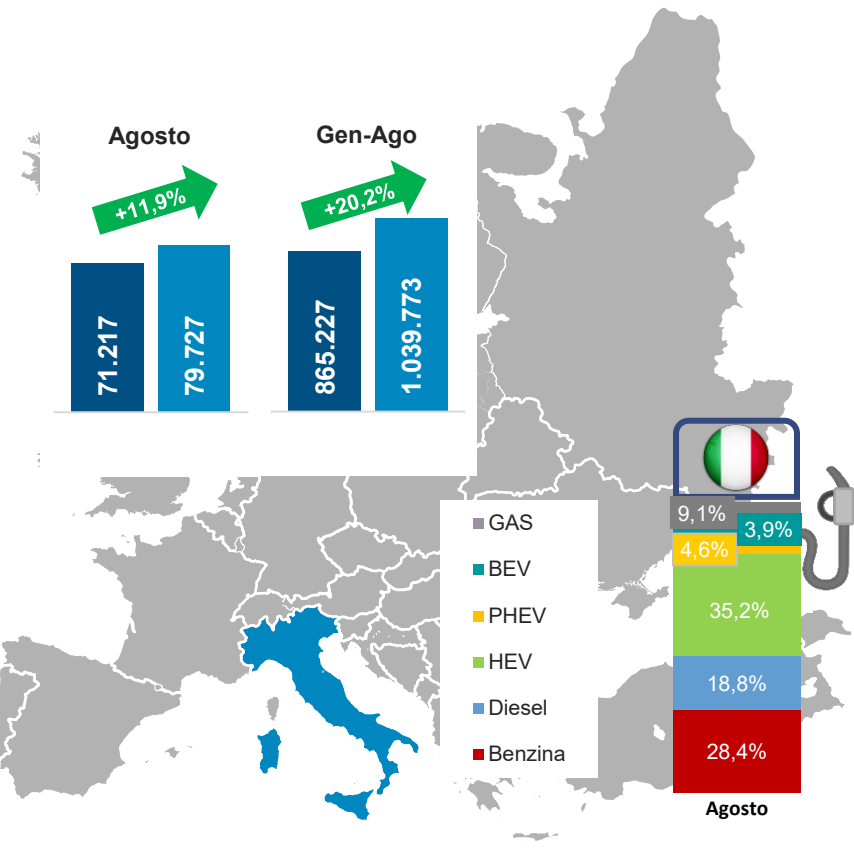 Agosto
Gen-Ago
+11,9%
+20,2%
71.217
79.727
865.227
1.039.773
GAS
BEV
PHEV
HEV
Diesel
Benzina
9,1%
3,9%
4,6%
35,2%
18,8%
28,4%
Agosto